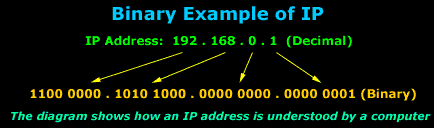 Binary Example of IP
IP Address: 192 . 168 . 0 . 1 (Decimal)
1100 0000 . 1010 1000 . 0000 0000 . 0000 0001 (Binary)
The diagram shows how an IP address is understood by a computer